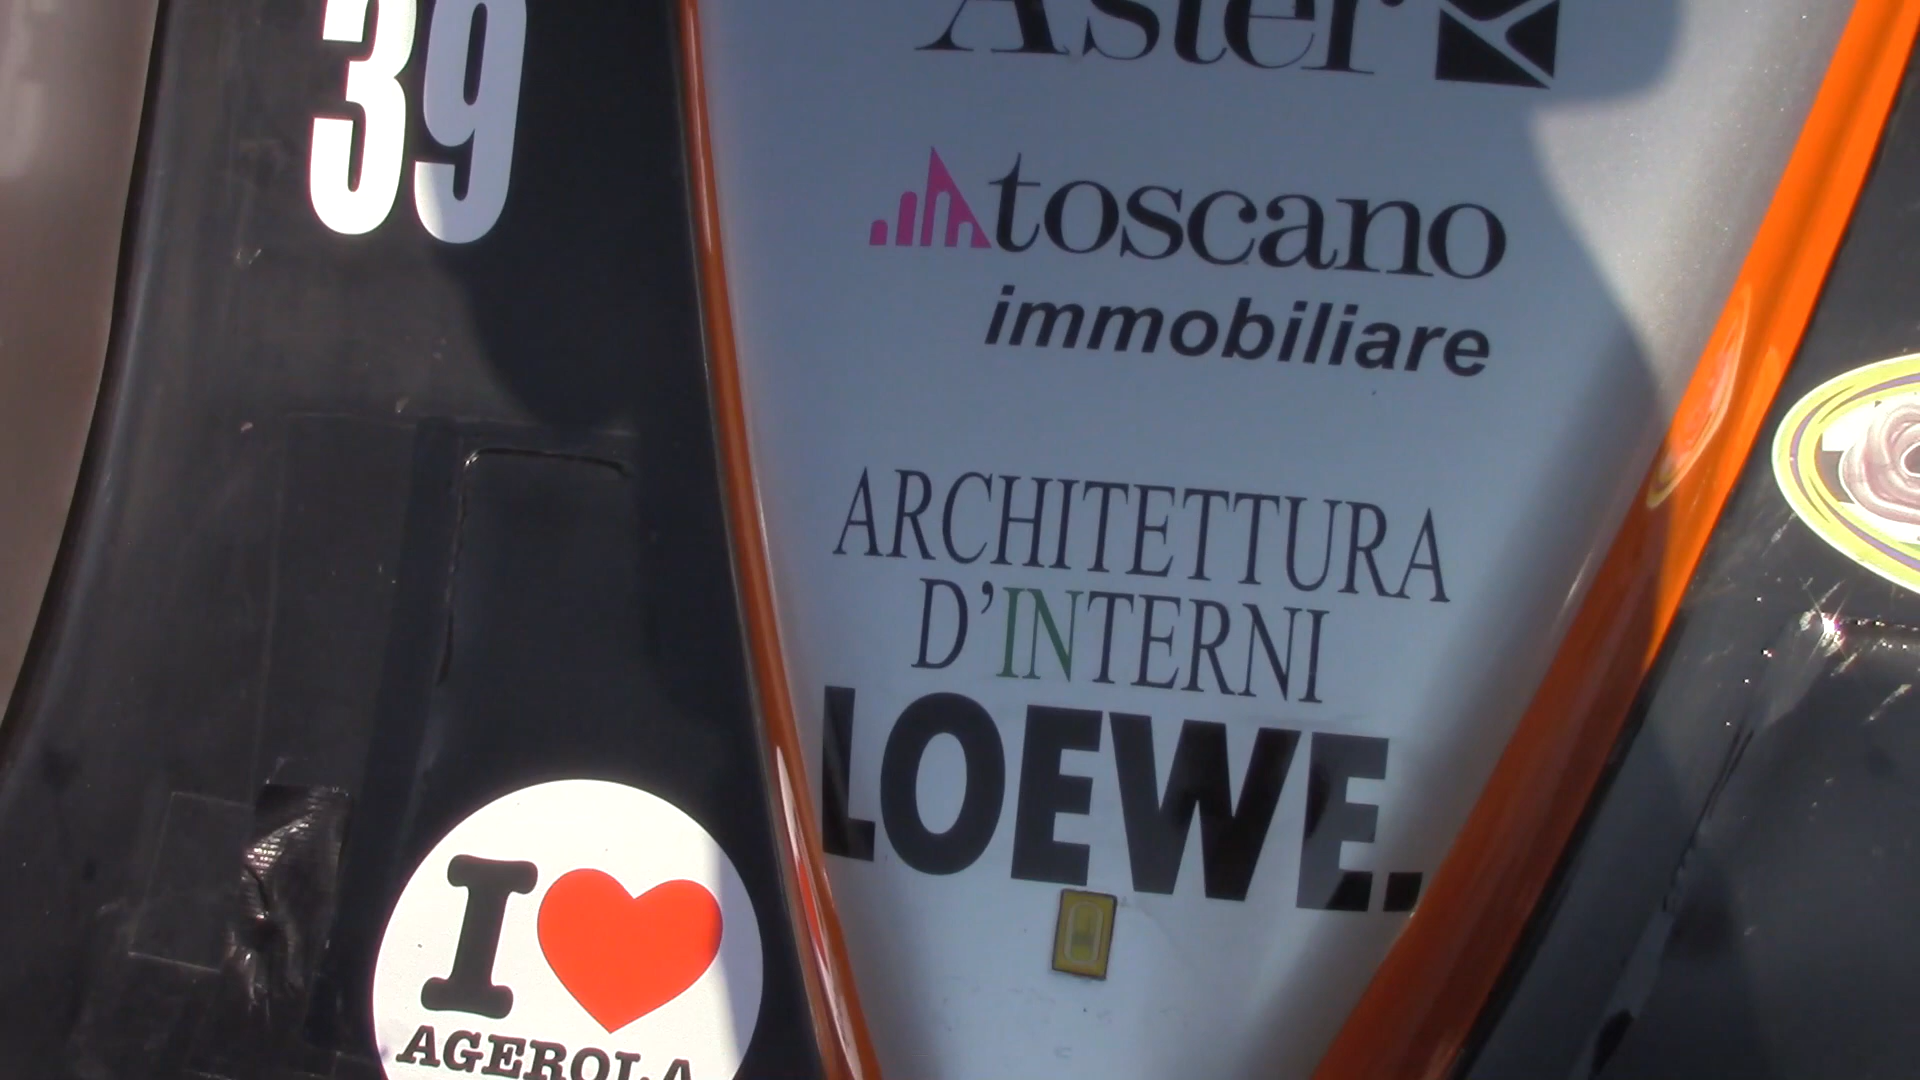 39
Aster
toscano
immobiliare
ARCHITETTURA
D'INTERNI
LOEWE.
I
AGEROLA